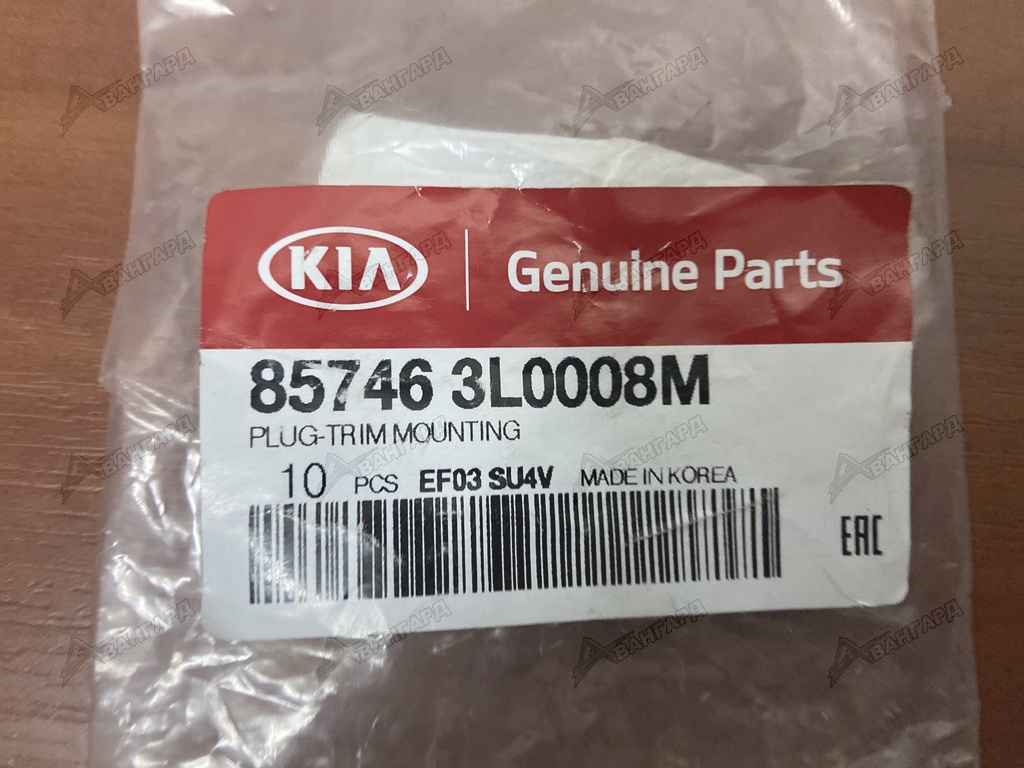 KIA Genuine Parts
85746 3L0008M
PLUG-TRIM MOUNTING
10 PCS EF03 SU4V MADE IN KOREA
EAC
АВАНГАРД